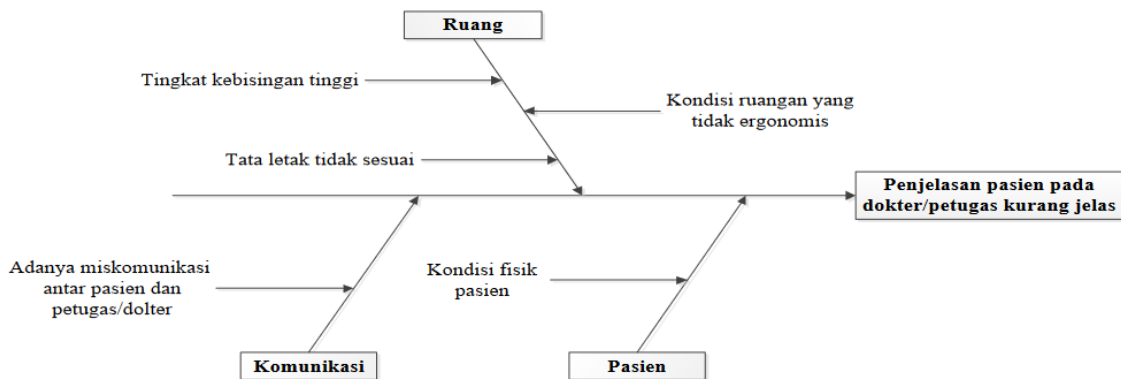 Ruang
Tingkat kebisingan tinggi
Kondisi ruangan yang
tidak ergonomis
Tata letak tidak sesuai
Penjelasan pasien pada
dokter/petugas kurang jelas
Adanya miskomunikasi
antar pasien dan
petugas/dolter
Kondisi fisik
pasien
Komunikasi
Pasien